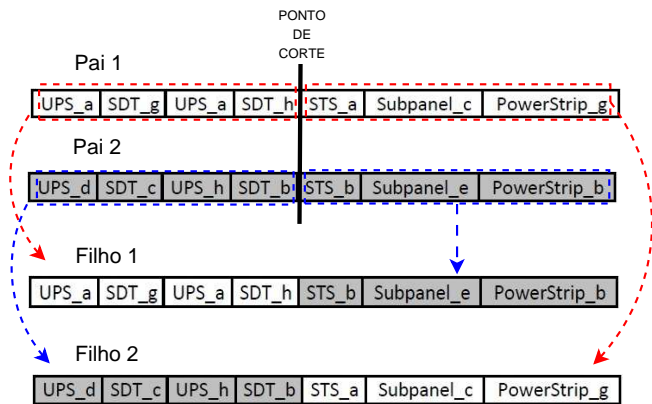 PONTO
DE
CORTE
Pai 1
UPS_a SDT_g UPS_a SDT_h STS_a Subpanel_c PowerStrip_g
Pai 2
UPS_d SDT_c UPS_h SDT_b STS_b Subpanel_e PowerStrip_b
Filho 1
UPS_a SDT_g UPS_a SDT_h STS_b Subpanel_e PowerStrip_b
Filho 2
UPS_d SDT_c UPS_h SDT_b STS_a Subpanel_c PowerStrip_g